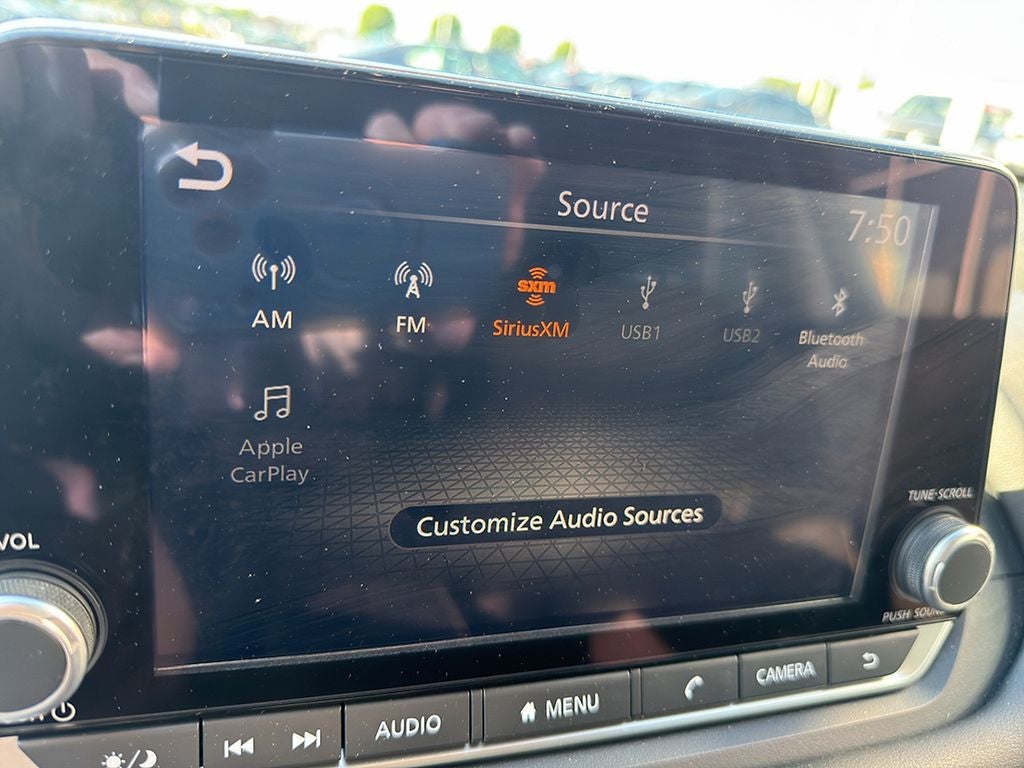 Source
7:50
AM
FM
sxm
SiriusXM
USB1
USB2
Bluetooth
Audio
Apple
CarPlay
Customize Audio Sources
TUNE·SCROLL
VOL
PUSH SOUND
AUDIO
MENU
CAMERA